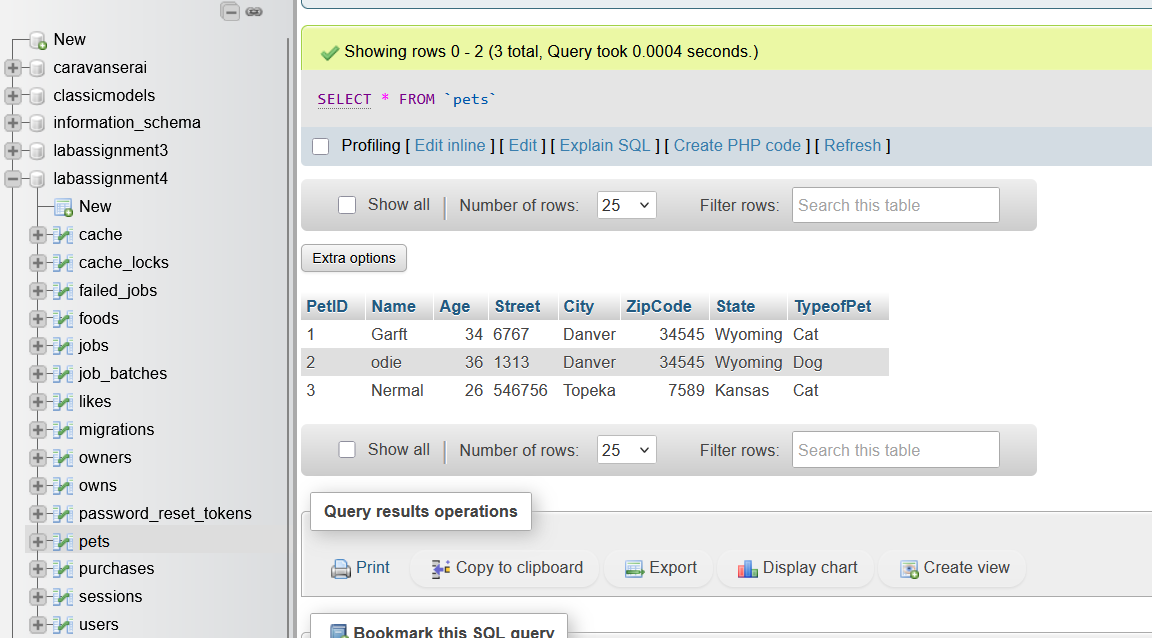 New
caravanserai
classicmodels
information_schema
labassignment3
labassignment4
New
cache
cache_locks
failed_jobs
foods
jobs
job_batches
likes
migrations
owners
owns
password_reset_tokens
pets
purchases
sessions
users
Showing rows 0 - 2 (3 total, Query took 0.0004 seconds.)
SELECT * FROM `pets`
Profiling [ Edit inline ] [ Edit ] [ Explain SQL ] [ Create PHP code ] [ Refresh ]
Show all Number of rows: 25 Filter rows: Search this table
Extra options
PetID Name Age Street City ZipCode State TypeofPet
1 Garft 34 6767 Danver 34545 Wyoming Cat
2 odie 36 1313 Danver 34545 Wyoming Dog
3 Nermal 26 546756 Topeka 7589 Kansas Cat
Show all Number of rows: 25 Filter rows: Search this table
Query results operations
Print Copy to clipboard Export Display chart Create view
Bookmark this SQL query